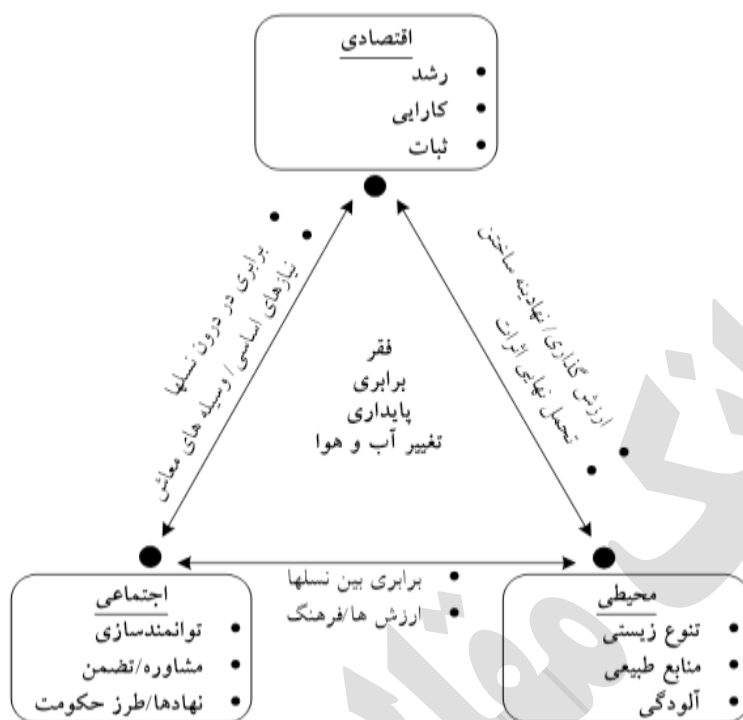 اقتصادی
• رشد
• کارایی
• ثبات
• برابری در درون نسلها
• نیازهای اساسی/وسیله های معاش
• ارزش گذاری/نهادینه ساختن
• تحمل نهایی اثرات
فقر
برابری
پایداری
تغییر آب و هوا
• برابری بین نسلها
• ارزش ها/فرهنگ
محیطی
• تنوع زیستی
• منابع طبیعی
• آلودگی
اجتماعی
• توانمندسازی
• مشاوره/تضمن
• نهادها/طرز حکومت